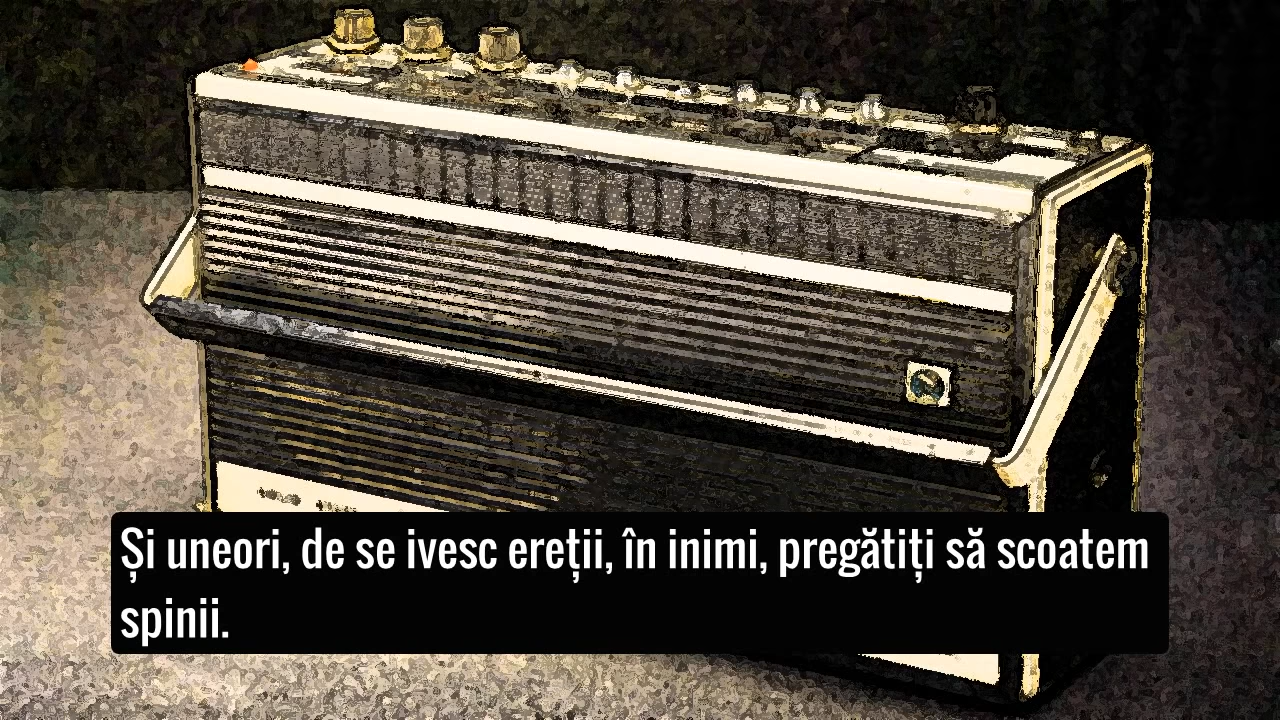 Și uneori, de se ivesc ereții, în inimi, pregătiți să scoatem
spinii.